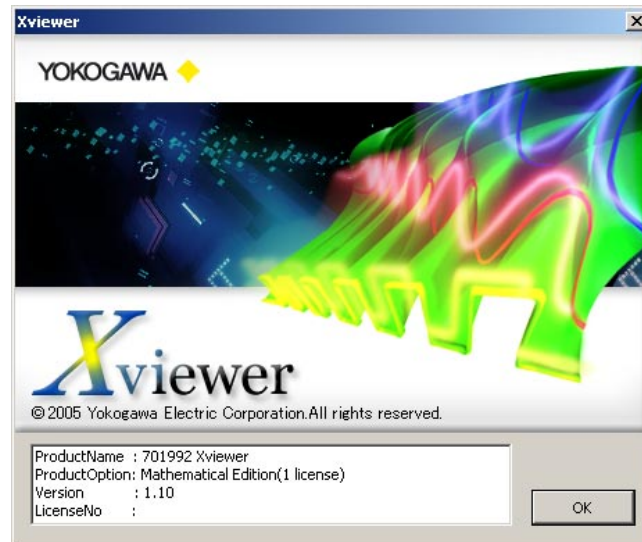 Xviewer
YOKOGAWA
Xviewer
©2005 Yokogawa Electric Corporation.All rights reserved.
ProductName : 701992 Xviewer
ProductOption: Mathematical Edition(1 license)
Version : 1.10
LicenseNo :
OK